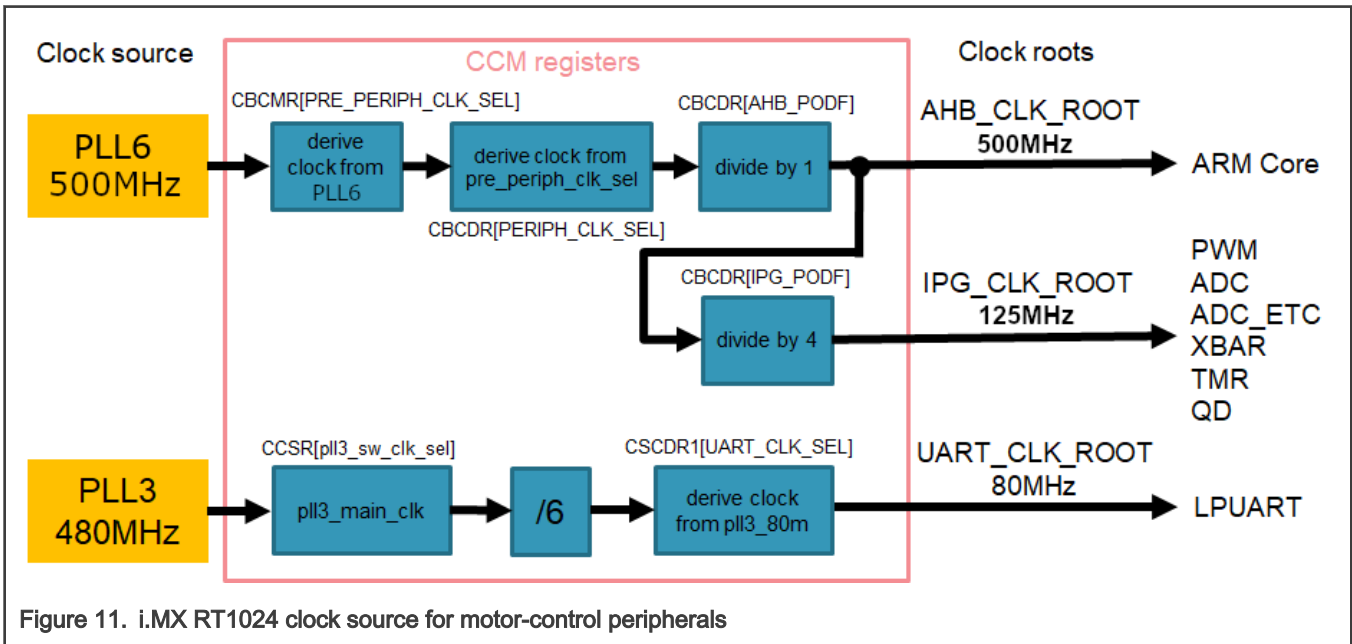 Clock source
CCM registers
Clock roots
CBCMR[PRE_PERIPH_CLK_SEL]
CBCDR[AHB_PODF]
AHB_CLK_ROOT
500MHz
PLL6
500MHz
derive
clock from
PLL6
derive clock from
pre_periph_clk_sel
divide by 1
ARM Core
CBCDR[PERIPH_CLK_SEL]
CBCDR[IPG_PODF]
IPG_CLK_ROOT
125MHz
divide by 4
PWM
ADC
ADC_ETC
XBAR
TMR
QD
CCSR[pll3_sw_clk_sel]
CSCDR1[UART_CLK_SEL]
UART_CLK_ROOT
80MHz
PLL3
480MHz
pll3_main_clk
/6
derive clock
from pll3_80m
LPUART
Figure 11. i.MX RT1024 clock source for motor-control peripherals